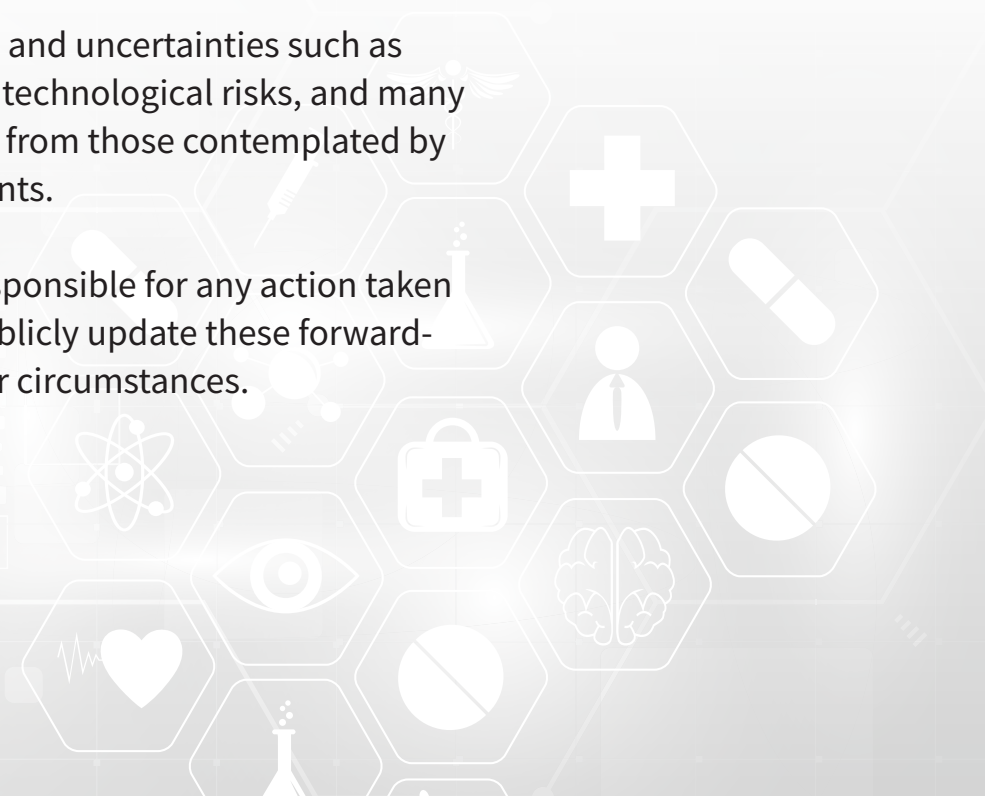 and uncertainties such as
technological risks, and many
from those contemplated by
nts.
sponsible for any action taken
blicly update these forward-
r circumstances.